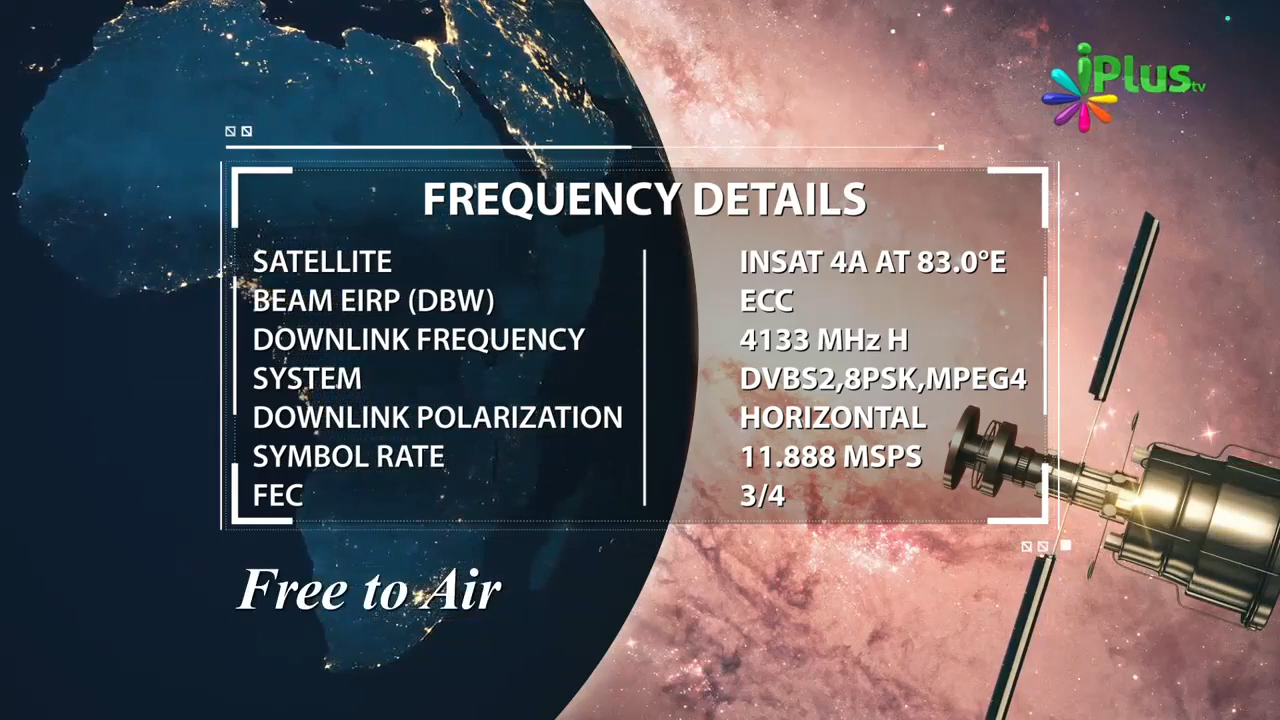 iPlus tv
FREQUENCY DETAILS
SATELLITE INSAT 4A AT 83.0°E
BEAM EIRP (DBW) ECC
DOWNLINK FREQUENCY 4133 MHz H
SYSTEM DVBS2,8PSK,MPEG4
DOWNLINK POLARIZATION HORIZONTAL
SYMBOL RATE 11.888 MSPS
FEC 3/4
Free to Air